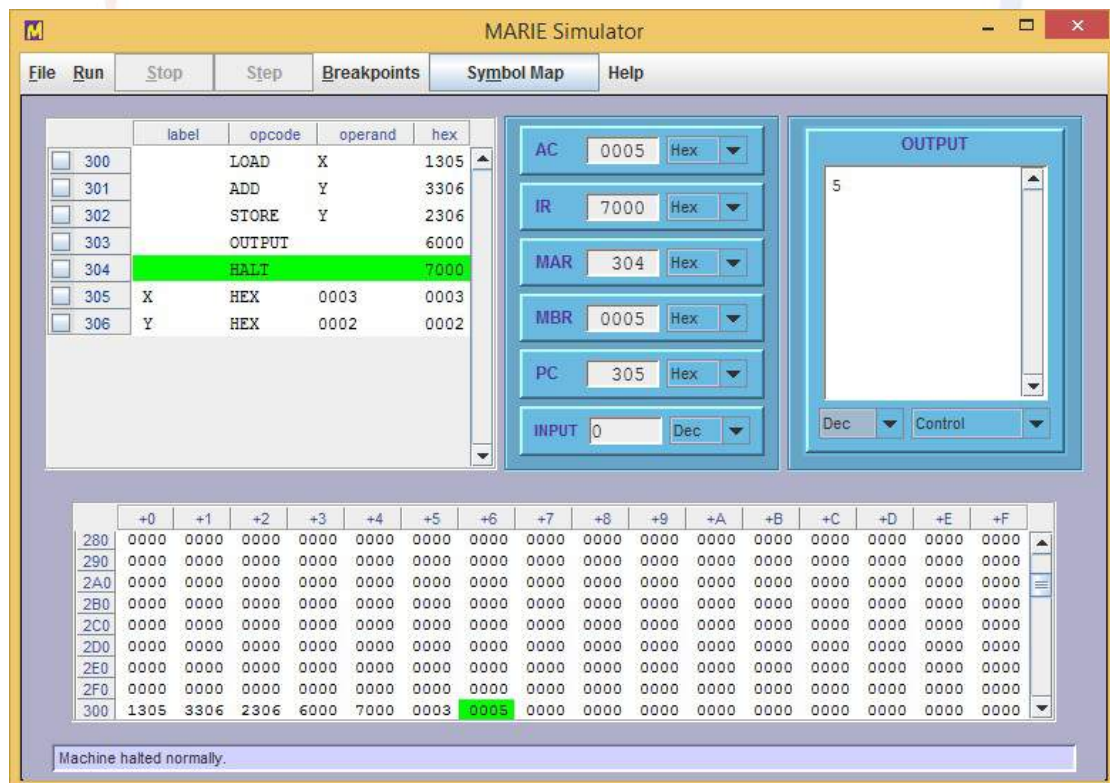 MARIE Simulator
File Run Stop Step Breakpoints Symbol Map Help
label opcode operand hex
300 LOAD X 1305
301 ADD Y 3306
302 STORE Y 2306
303 OUTPUT 6000
304 HALT 7000
305 X HEX 0003 0003
306 Y HEX 0002 0002
AC 0005 Hex
IR 7000 Hex
MAR 304 Hex
MBR 0005 Hex
PC 305 Hex
INPUT 0 Dec
OUTPUT
5
Dec Control
+0 +1 +2 +3 +4 +5 +6 +7 +8 +9 +A +B +C +D +E +F
280 0000 0000 0000 0000 0000 0000 0000 0000 0000 0000 0000 0000 0000 0000 0000 0000
290 0000 0000 0000 0000 0000 0000 0000 0000 0000 0000 0000 0000 0000 0000 0000 0000
2A0 0000 0000 0000 0000 0000 0000 0000 0000 0000 0000 0000 0000 0000 0000 0000 0000
2B0 0000 0000 0000 0000 0000 0000 0000 0000 0000 0000 0000 0000 0000 0000 0000 0000
2C0 0000 0000 0000 0000 0000 0000 0000 0000 0000 0000 0000 0000 0000 0000 0000 0000
2D0 0000 0000 0000 0000 0000 0000 0000 0000 0000 0000 0000 0000 0000 0000 0000 0000
2E0 0000 0000 0000 0000 0000 0000 0000 0000 0000 0000 0000 0000 0000 0000 0000 0000
2F0 0000 0000 0000 0000 0000 0000 0000 0000 0000 0000 0000 0000 0000 0000 0000 0000
300 1305 3306 2306 6000 7000 0003 0005 0000 0000 0000 0000 0000 0000 0000 0000 0000
Machine halted normally.